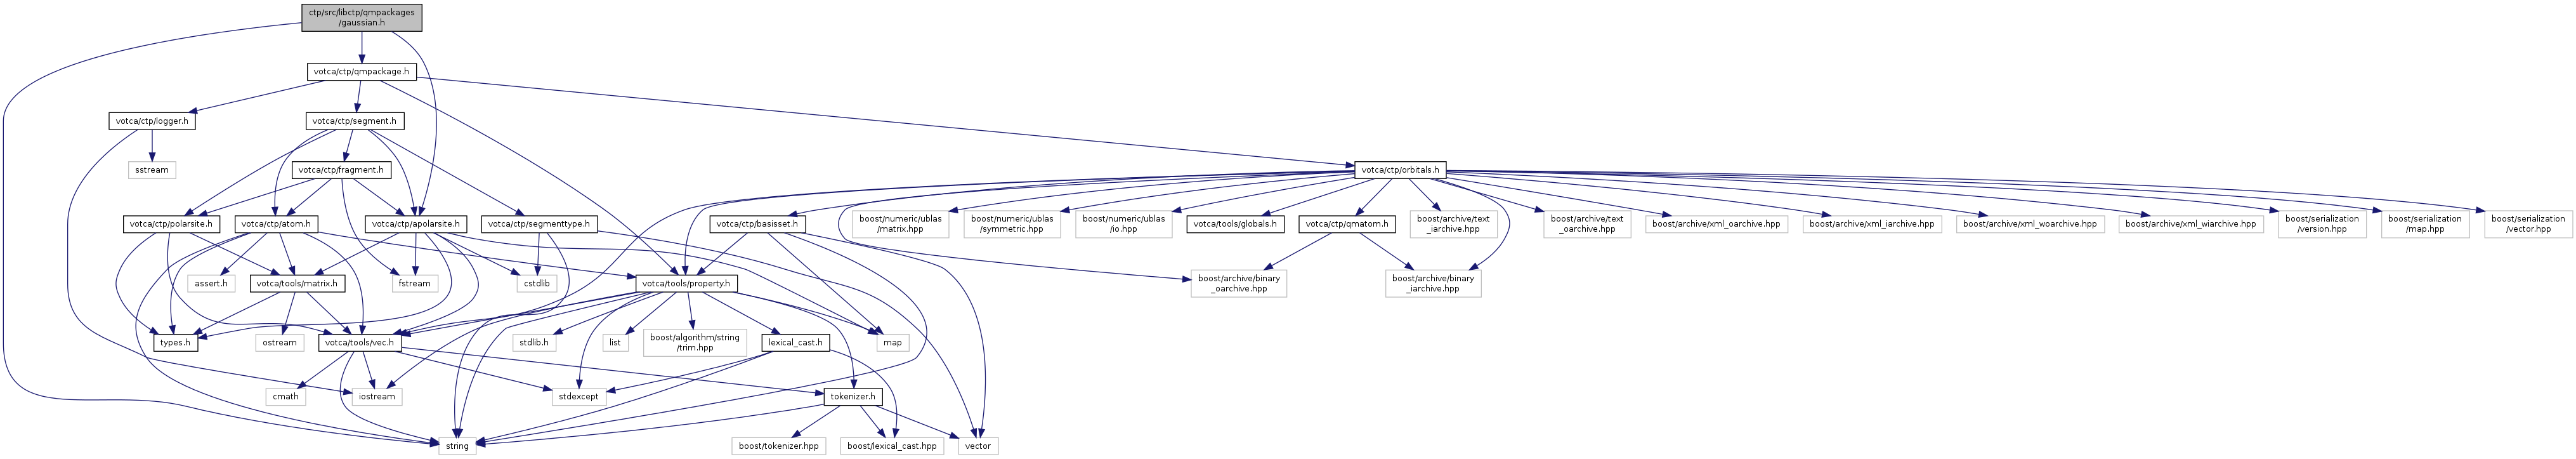 ctp/src/libctp/qmpackages
/gaussian.h
votca/ctp/qmpackage.h
votca/ctp/logger.h
votca/ctp/segment.h
sstream
votca/ctp/fragment.h
votca/ctp/orbitals.h
votca/ctp/polarsite.h
votca/ctp/atom.h
votca/ctp/apolarsite.h
votca/ctp/segmenttype.h
votca/ctp/basisset.h
boost/numeric/ublas
/matrix.hpp
boost/numeric/ublas
/symmetric.hpp
boost/numeric/ublas
/io.hpp
votca/tools/globals.h
votca/ctp/qmatom.h
boost/archive/text
_iarchive.hpp
boost/archive/text
_oarchive.hpp
boost/archive/xml_oarchive.hpp
boost/archive/xml_iarchive.hpp
boost/archive/xml_woarchive.hpp
boost/archive/xml_wiarchive.hpp
boost/serialization
/version.hpp
boost/serialization
/map.hpp
boost/serialization
/vector.hpp
assert.h
votca/tools/matrix.h
fstream
cstdlib
votca/tools/property.h
boost/archive/binary
_oarchive.hpp
boost/archive/binary
_iarchive.hpp
types.h
ostream
votca/tools/vec.h
stdlib.h
list
boost/algorithm/string
/trim.hpp
lexical_cast.h
map
cmath
iostream
stdexcept
tokenizer.h
string
boost/tokenizer.hpp
boost/lexical_cast.hpp
vector